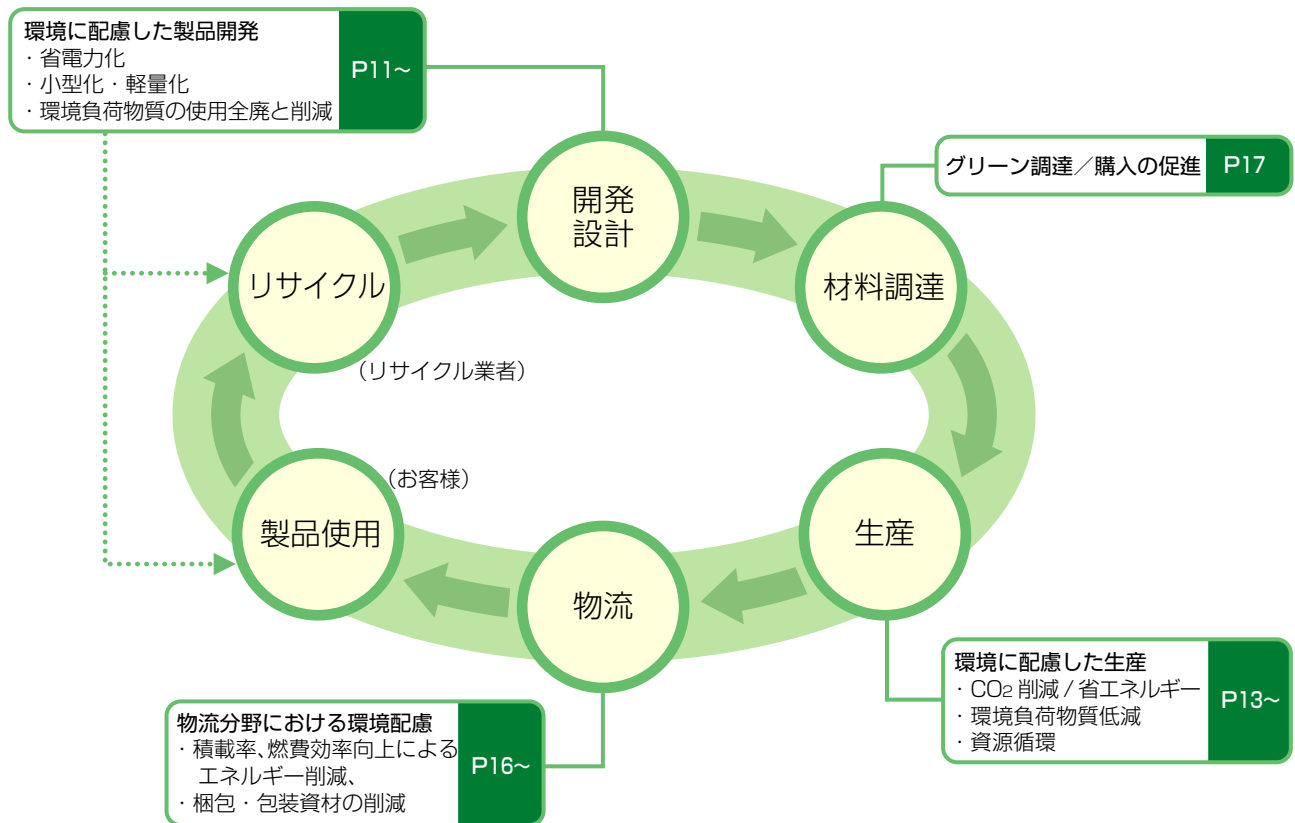 環境に配慮した製品開発
・省電力化
・小型化・軽量化
・環境負荷物質の使用全廃と削減
P11~
グリーン調達／購入の促進
P17
開発
設計
リサイクル
材料調達
（リサイクル業者）
（お客様）
製品使用
生産
物流
環境に配慮した生産
・CO2 削減 / 省エネルギー
・環境負荷物質低減
・資源循環
P13~
物流分野における環境配慮
・積載率、燃費効率向上による
エネルギー削減、
・梱包・包装資材の削減
P16~